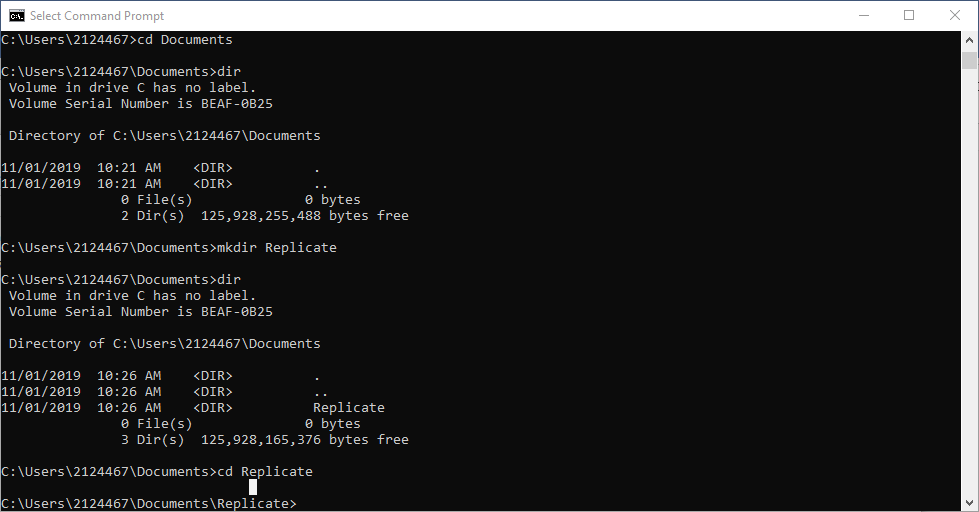 Select Command Prompt
C:\Users\2124467>cd Documents
C:\Users\2124467\Documents>dir
Volume in drive C has no label.
Volume Serial Number is BEAF-0B25
Directory of C:\Users\2124467\Documents
11/01/2019  10:21 AM    <DIR>          .
11/01/2019  10:21 AM    <DIR>          ..
0 File(s)              0 bytes
2 Dir(s)  125,928,255,488 bytes free
C:\Users\2124467\Documents>mkdir Replicate
C:\Users\2124467\Documents>dir
Volume in drive C has no label.
Volume Serial Number is BEAF-0B25
Directory of C:\Users\2124467\Documents
11/01/2019  10:26 AM    <DIR>          .
11/01/2019  10:26 AM    <DIR>          ..
11/01/2019  10:26 AM    <DIR>          Replicate
0 File(s)              0 bytes
3 Dir(s)  125,928,165,376 bytes free
C:\Users\2124467\Documents>cd Replicate
C:\Users\2124467\Documents\Replicate>